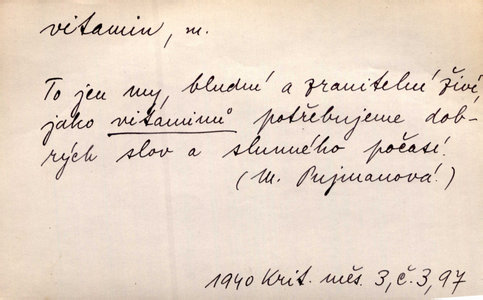 vitamin, m.
To jen my, bludní a zranitelní živí
jako vitaminů potřebujeme dob-
rých slov a slunného počasí.
(M. Pujmanová.)
1940 Krit. měs. 3, č. 3, 97